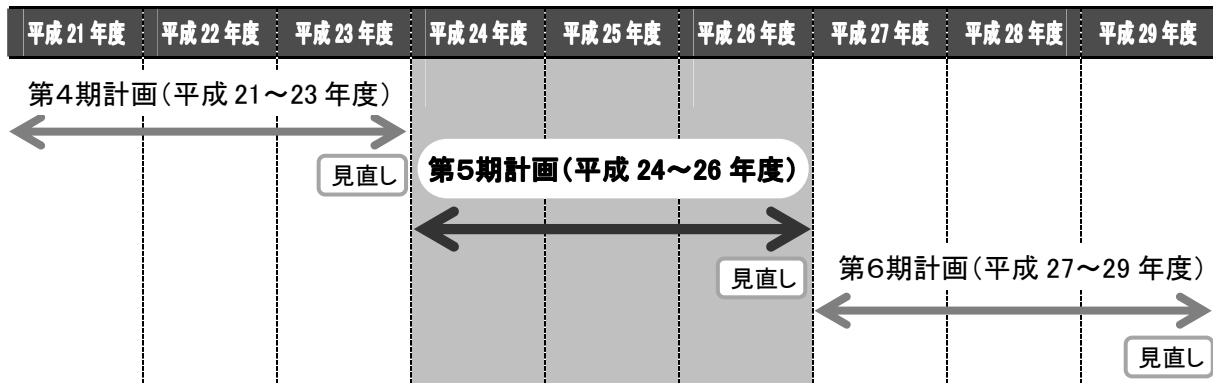 平成21年度 平成22年度 平成23年度 平成24年度 平成25年度 平成26年度 平成27年度 平成28年度 平成29年度
第4期計画(平成21～23年度)
見直し
第5期計画(平成24～26年度)
見直し
第6期計画(平成27～29年度)
見直し